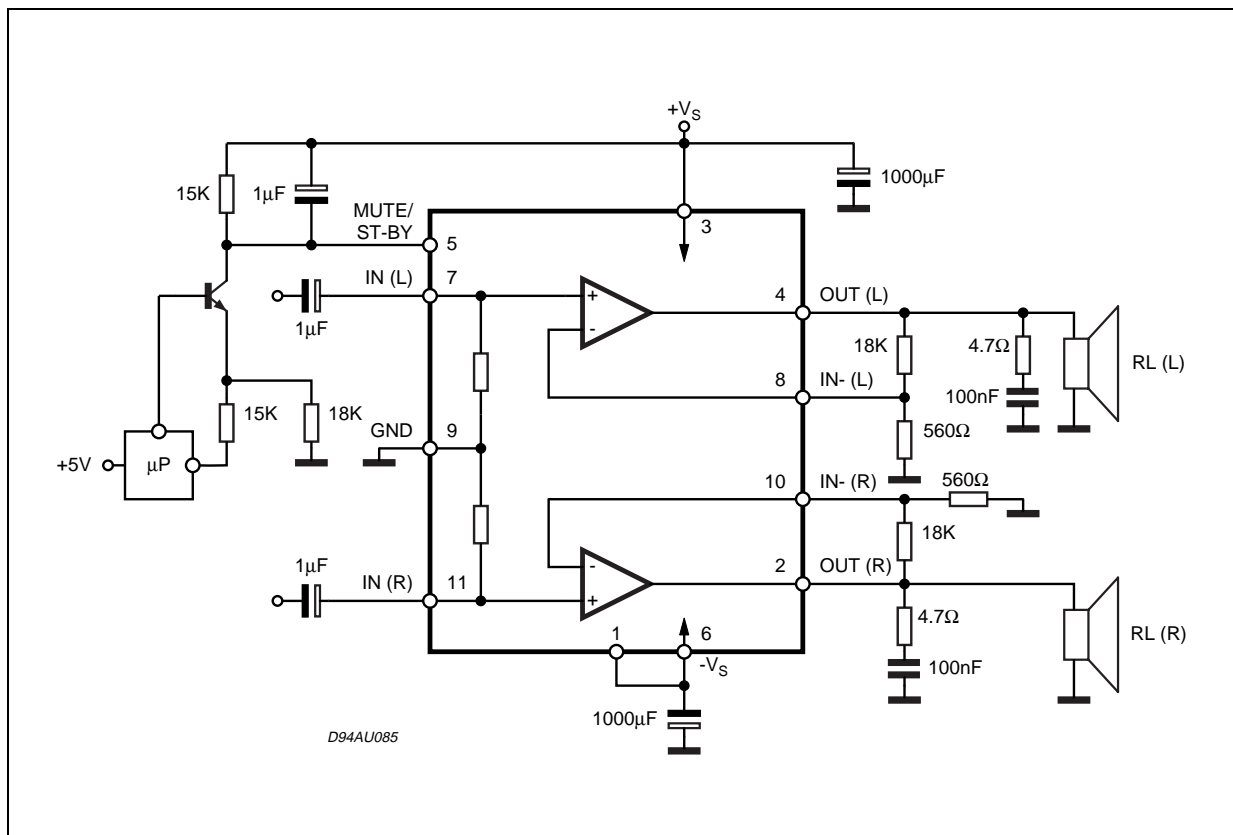 +VS
15K
1μF
1000μF
MUTE/
ST-BY
5
3
IN (L)
7
1μF
+
-
4
OUT (L)
18K
4.7Ω
RL (L)
8
IN- (L)
100nF
15K
18K
GND
9
560Ω
+5V
μP
10
IN- (R)
560Ω
18K
1μF
IN (R)
11
-
+
2
OUT (R)
4.7Ω
RL (R)
1
6
-VS
100nF
1000μF
D94AU085